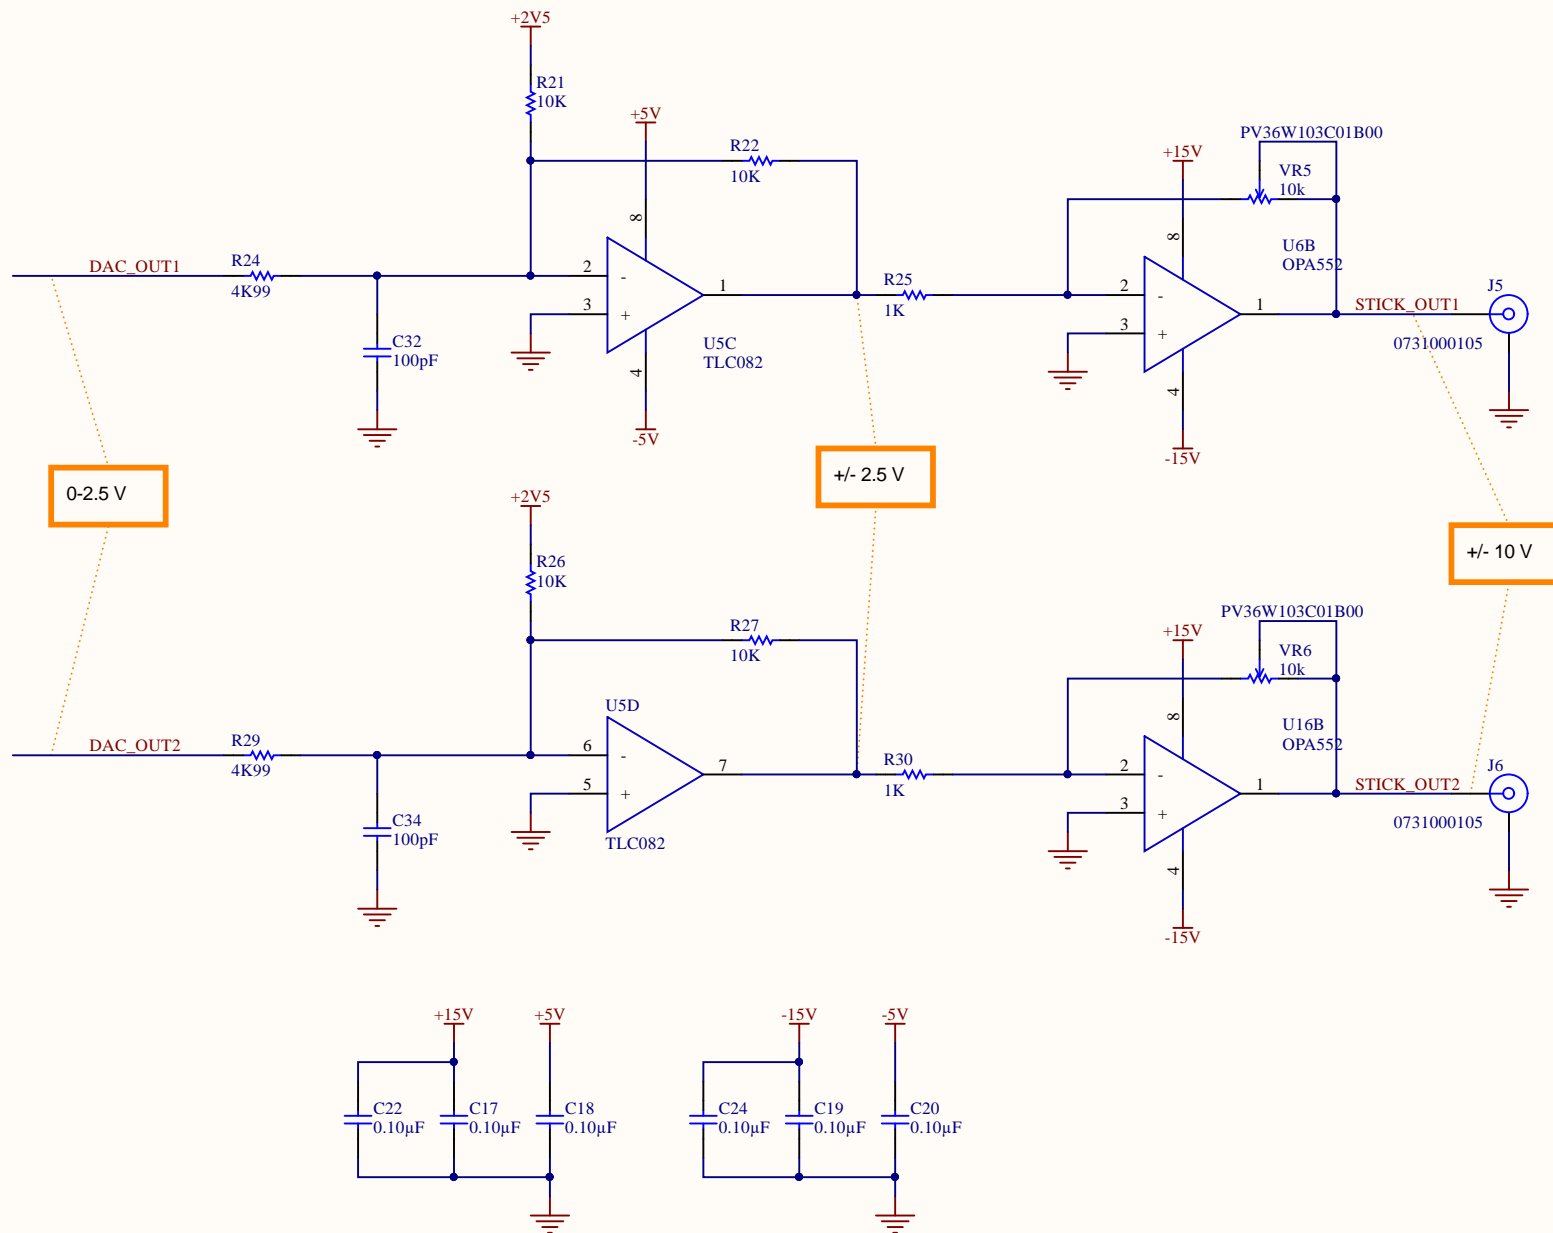 +2V5
R21
10K
+5V
R22
10K
8
DAC_OUT1
R24
4K99
2
-
3
+
1
4
-5V
U5C
TLC082
C32
100pF
R25
1K
+15V
PV36W103C01B00
VR5
10k
8
U6B
OPA552
2
-
3
+
1
4
-15V
STICK_OUT1
J5
0731000105
0-2.5 V
+/- 2.5 V
+/- 10 V
+2V5
R26
10K
R27
10K
U5D
DAC_OUT2
R29
4K99
6
-
5
+
7
TLC082
C34
100pF
R30
1K
+15V
PV36W103C01B00
VR6
10k
8
U16B
OPA552
2
-
3
+
1
4
-15V
STICK_OUT2
J6
0731000105
+15V
+5V
-15V
-5V
C22
0.10µF
C17
0.10µF
C18
0.10µF
C24
0.10µF
C19
0.10µF
C20
0.10µF